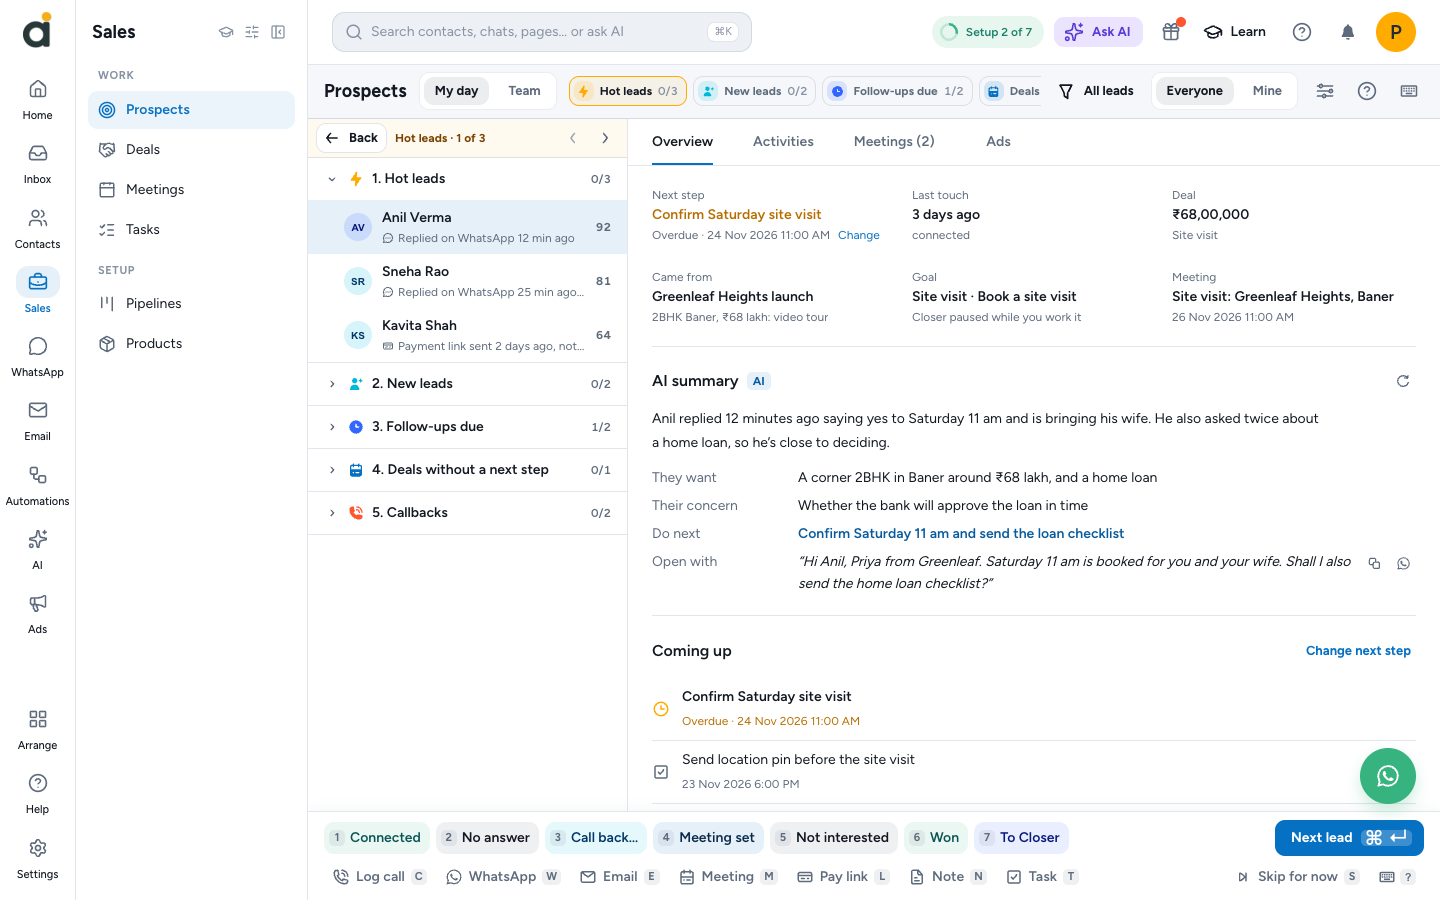 Sales
Search contacts, chats, pages... or ask AI
⌘K
Setup 2 of 7
Ask AI
Learn
P
Home
Inbox
Contacts
Sales
WhatsApp
Email
Automations
AI
Ads
Arrange
Help
Settings
WORK
Prospects
Deals
Meetings
Tasks
SETUP
Pipelines
Products
Prospects
My day
Team
Hot leads 0/3
New leads 0/2
Follow-ups due 1/2
Deals
All leads
Everyone
Mine
Back
Hot leads · 1 of 3
1. Hot leads 0/3
AV
Anil Verma
Replied on WhatsApp 12 min ago
92
SR
Sneha Rao
Replied on WhatsApp 25 min ago...
81
KS
Kavita Shah
Payment link sent 2 days ago, not...
64
2. New leads 0/2
3. Follow-ups due 1/2
4. Deals without a next step 0/1
5. Callbacks 0/2
Overview
Activities
Meetings (2)
Ads
Next step
Confirm Saturday site visit
Overdue · 24 Nov 2026 11:00 AM Change
Last touch
3 days ago
connected
Deal
₹68,00,000
Site visit
Came from
Greenleaf Heights launch
2BHK Baner, ₹68 lakh: video tour
Goal
Site visit · Book a site visit
Closer paused while you work it
Meeting
Site visit: Greenleaf Heights, Baner
26 Nov 2026 11:00 AM
AI summary AI
Anil replied 12 minutes ago saying yes to Saturday 11 am and is bringing his wife. He also asked twice about
a home loan, so he's close to deciding.
They want A corner 2BHK in Baner around ₹68 lakh, and a home loan
Their concern Whether the bank will approve the loan in time
Do next Confirm Saturday 11 am and send the loan checklist
Open with “Hi Anil, Priya from Greenleaf. Saturday 11 am is booked for you and your wife. Shall I also
send the home loan checklist?”
Coming up
Change next step
Confirm Saturday site visit
Overdue · 24 Nov 2026 11:00 AM
Send location pin before the site visit
23 Nov 2026 6:00 PM
1 Connected
2 No answer
3 Call back...
4 Meeting set
5 Not interested
6 Won
7 To Closer
Next lead ⌘ ↵
Log call C
WhatsApp W
Email E
Meeting M
Pay link L
Note N
Task T
Skip for now S
?